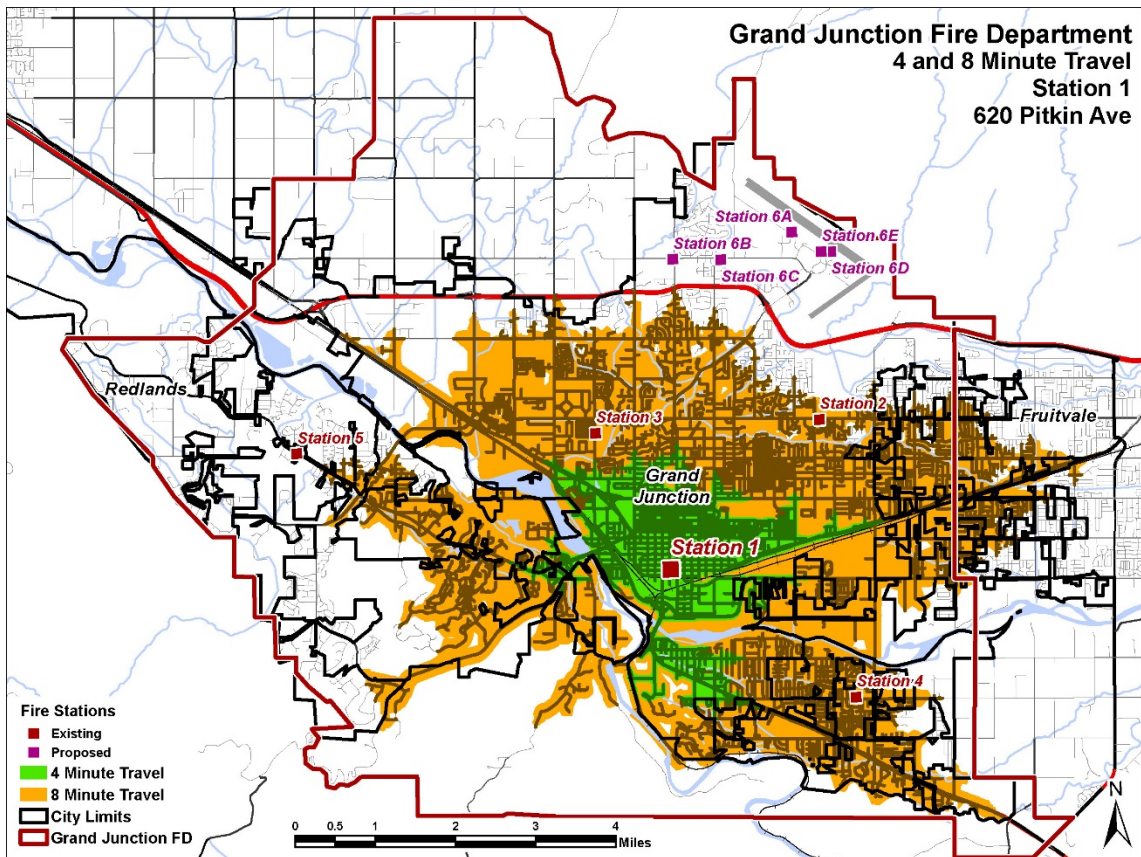 Grand Junction Fire Department
4 and 8 Minute Travel
Station 1
620 Pitkin Ave
Station 6A
Station 6B
Station 6E
Station 6C
Station 6D
Redlands
Station 5
Station 3
Station 2
Fruitvale
Grand
Junction
Station 1
Station 4
Fire Stations
Existing
Proposed
4 Minute Travel
8 Minute Travel
City Limits
Grand Junction FD
0 0.5 1 2 3 4
Miles
N